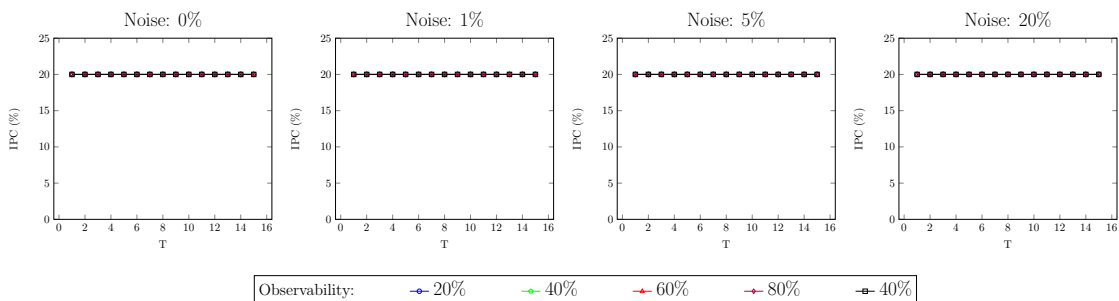 Noise: 0% Noise: 1% Noise: 5% Noise: 20%
25 25 25 25
20 20 20 20
15 15 15 15
IPC (%) IPC (%) IPC (%) IPC (%)
10 10 10 10
5 5 5 5
0 0 0 0
0 2 4 6 8 10 12 14 16 0 2 4 6 8 10 12 14 16 0 2 4 6 8 10 12 14 16 0 2 4 6 8 10 12 14 16
T T T T
Observability: 20% 40% 60% 80% 40%